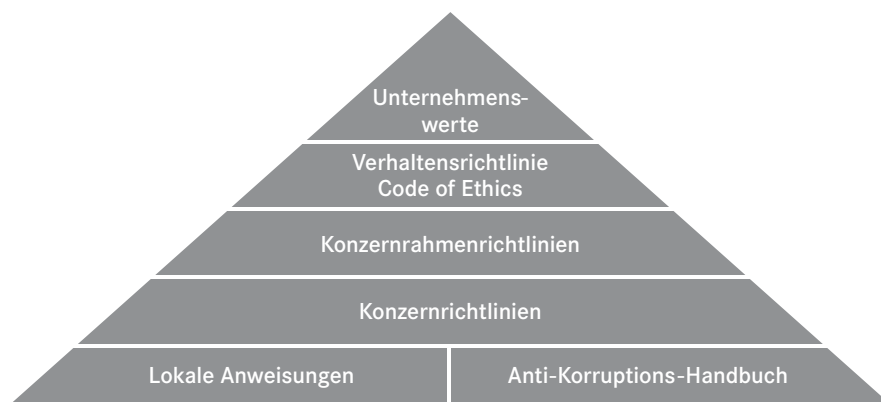 Unternehmens-
werte
Verhaltensrichtlinie
Code of Ethics
Konzernrahmenrichtlinien
Konzernrichtlinien
Lokale Anweisungen
Anti-Korruptions-Handbuch